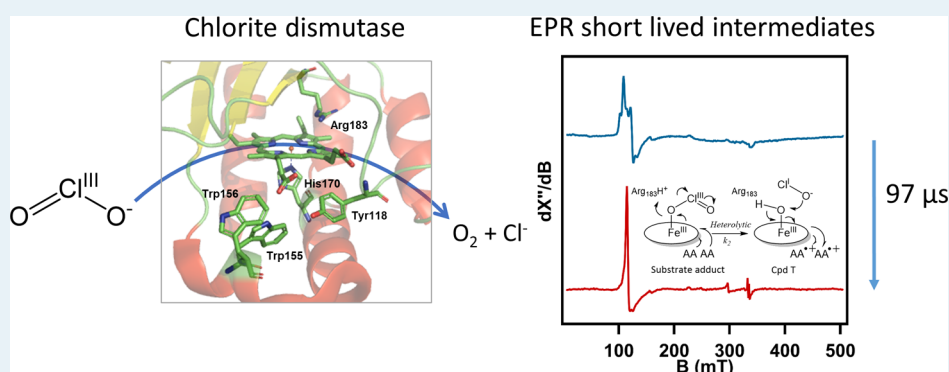 Chlorite dismutase
EPR short lived intermediates
Arg183
His170
Trp156
Tyr118
Trp155
O Cl^III O^-
O₂ + Cl⁻
dX''/dB
97 µs
Arg₁₈₃H⁺
Cl^III
O
O
Fe^III
AA AA
Substrate adduct
Heterolytic
k₂
Arg₁₈₃
Cl^I
O⁻
H O
Fe^III
AA•⁺AA•⁺
Cpd T
100 200 300 400 500
B (mT)